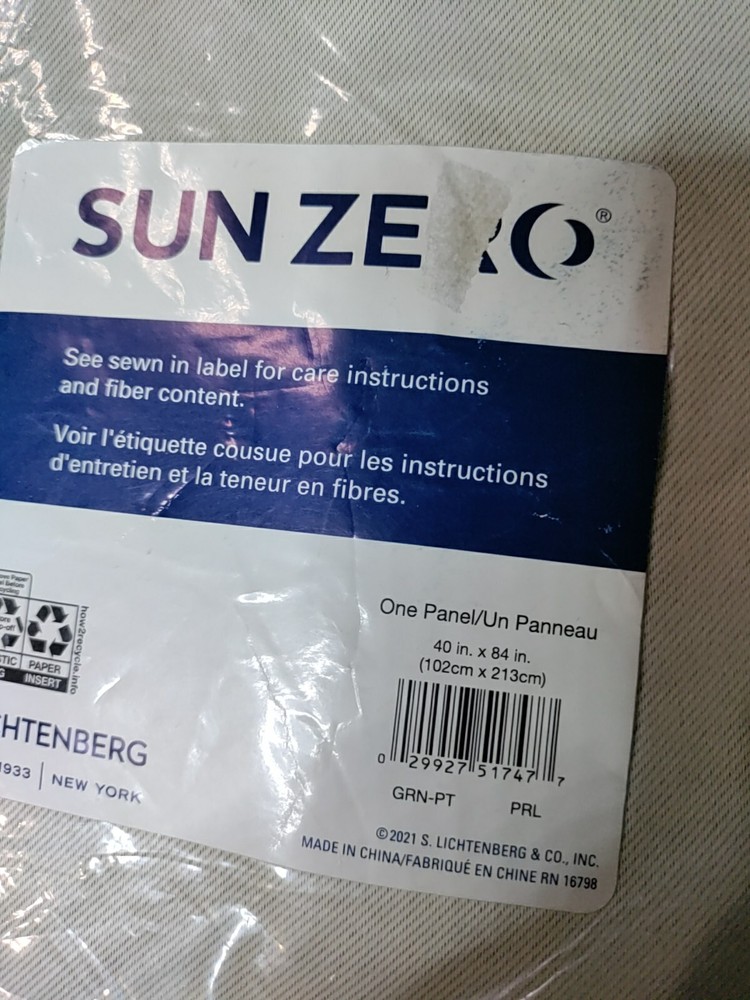 SUN ZE O®
See sewn in label for care instructions
and fiber content.
Voir l'étiquette cousue pour les instructions
d'entretien et la teneur en fibres.
how2recycle.info
TIC
PAPER
G
INSERT
One Panel/Un Panneau
40 in. x 84 in.
(102cm x 213cm)
0 29927 51747 7
GRN-PT PRL
HTENBERG
1933 | NEW YORK
©2021 S. LICHTENBERG & CO., INC.
MADE IN CHINA/FABRIQUÉ EN CHINE RN 16798